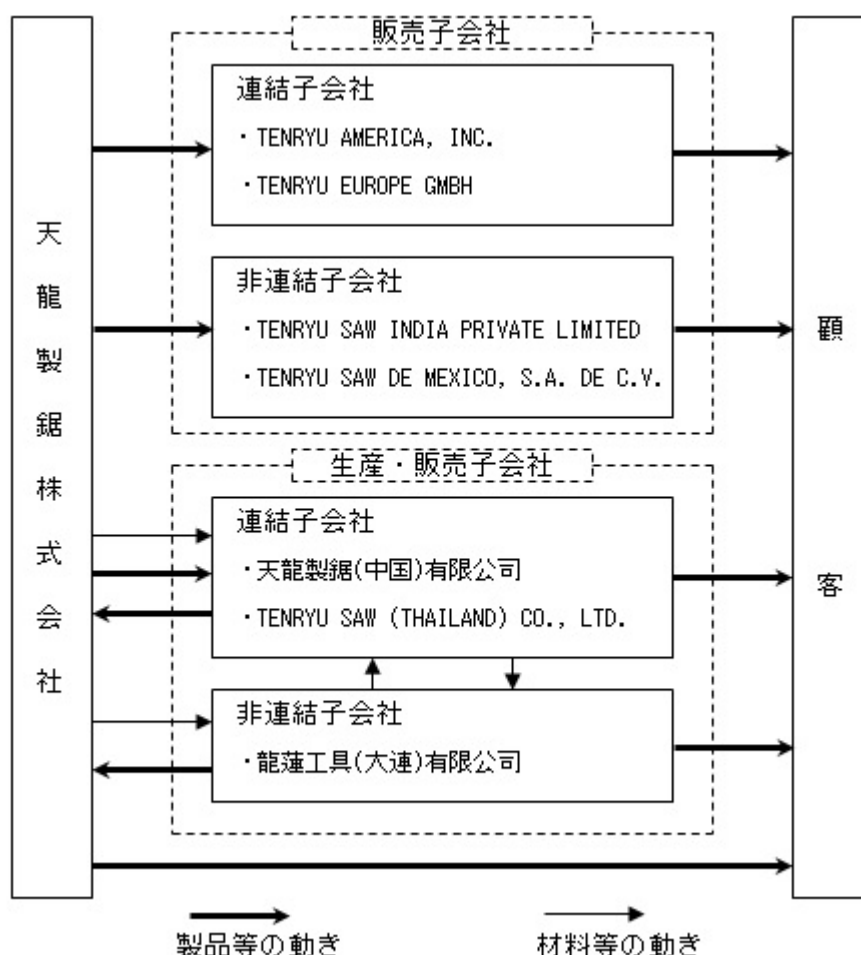 販売子会社
連結子会社
・TENRYU AMERICA, INC.
・TENRYU EUROPE GMBH
非連結子会社
・TENRYU SAW INDIA PRIVATE LIMITED
・TENRYU SAW DE MEXICO, S.A. DE C.V.
天龍製鋸株式会社
顧客
生産・販売子会社
連結子会社
・天龍製鋸(中国)有限公司
・TENRYU SAW (THAILAND) CO., LTD.
非連結子会社
・龍蓮工具(大連)有限公司
製品等の動き
材料等の動き